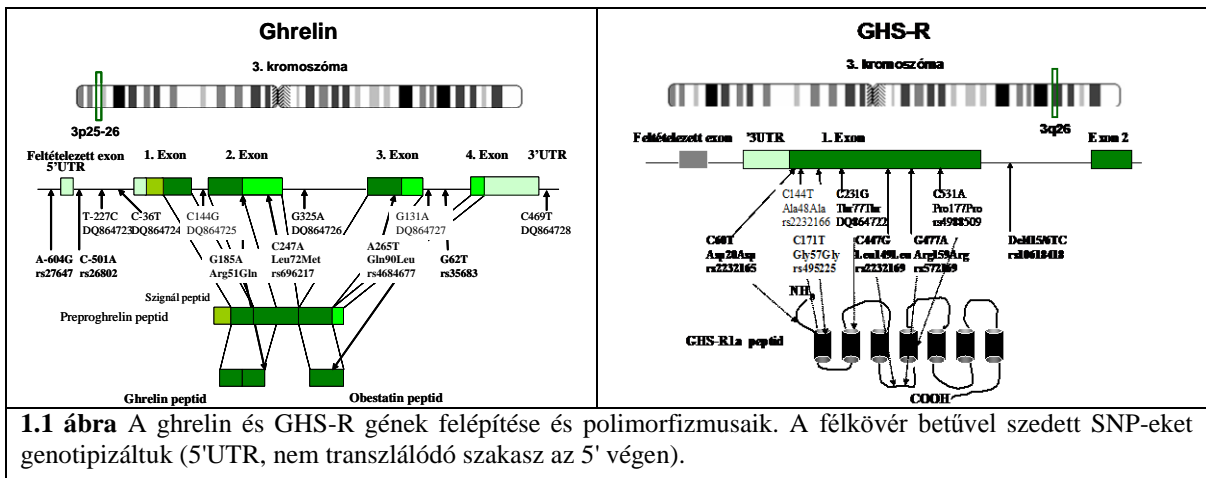 Ghrelin
3. kromoszóma
3p25-26
Feltételezett exon
5'UTR
1. Exon
2. Exon
3. Exon
4. Exon
3'UTR
T-227C
DQ864723
C-36T
DQ864724
C144G
DQ864725
G325A
DQ864726
G131A
DQ864727
C469T
DQ864728
A-604G
rs27647
C-501A
rs26802
G185A
Arg51Gln
C247A
Leu72Met
rs696217
A265T
Gln90Leu
rs4684677
G62T
rs35683
Szignál peptid
Preproghrelin peptid
Ghrelin peptid
Obestatin peptid
GHS-R
3. kromoszóma
3q26
Feltételezett exon
'3UTR
1. Exon
Exon 2
C144T
Ala48Ala
rs2232166
C231G
Thr77Thr
DQ864722
C531A
Pro177Pro
rs4988509
C60T
Asp20Asp
rs2232165
C171T
Gly57Gly
rs495225
C447G
Leu149Leu
rs2232169
G477A
Arg159Arg
rs572169
rs10618418
NH
GHS-R1a peptid
COOH
1.1 ábra A ghrelin és GHS-R gének felépítése és polimorfizmusaik. A félkövér betűvel szedett SNP-eket
genotipizáltuk (5'UTR, nem transzlálódó szakasz az 5' végen).